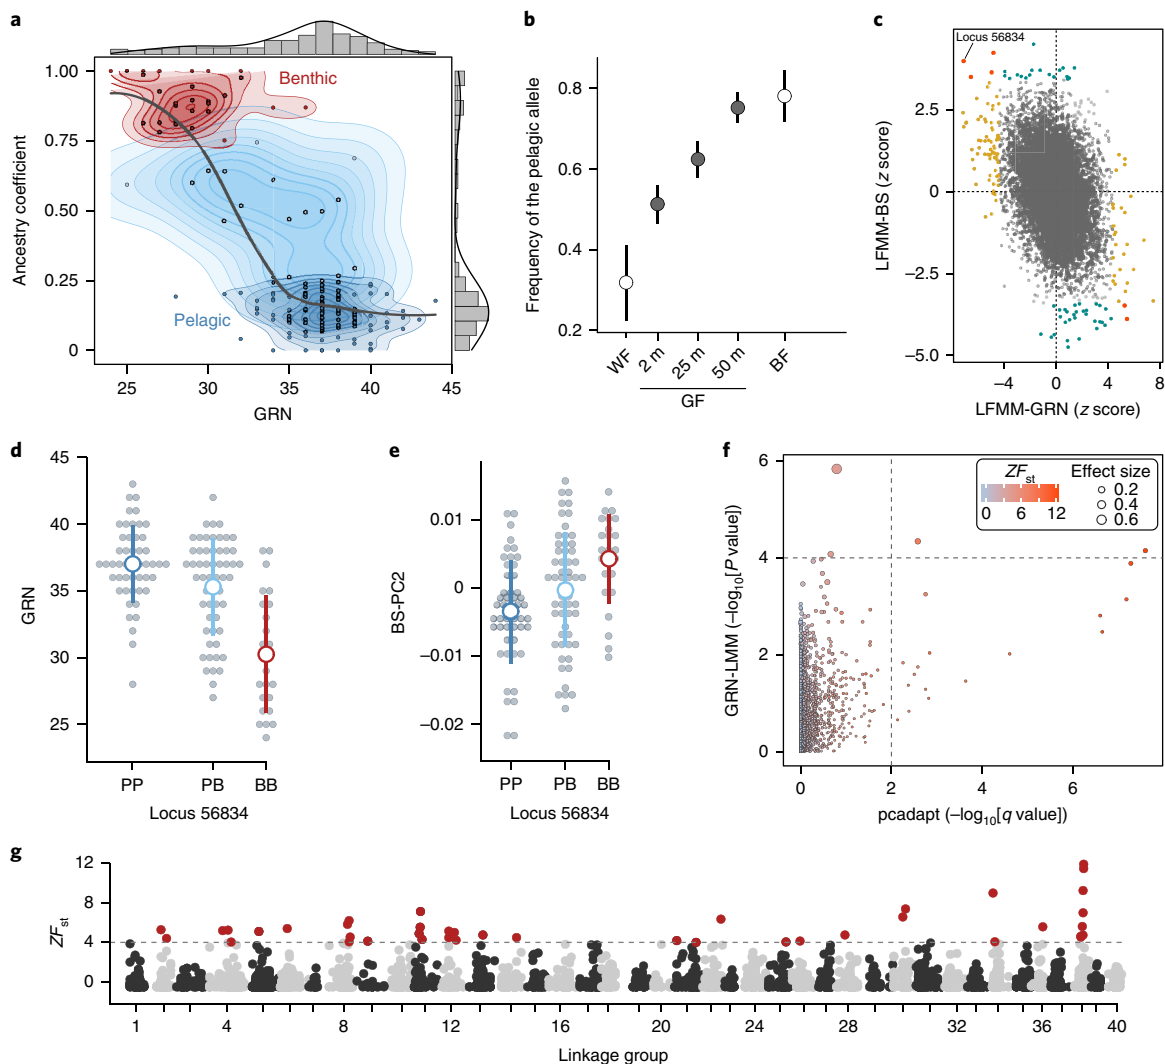 a
Ancestry coefficient
1.00
0.75
0.50
0.25
0
Benthic
Pelagic
25 30 35 40 45
GRN
b
Frequency of the pelagic allele
0.8
0.6
0.4
0.2
WF 2 m 25 m 50 m BF
GF
c
Locus 56834
LFMM-BS (z score)
2.5
0
−2.5
−5.0
−4 0 4 8
LFMM-GRN (z score)
d
GRN
45
40
35
30
25
PP PB BB
Locus 56834
e
BS-PC2
0.01
0
−0.01
−0.02
PP PB BB
Locus 56834
f
GRN-LMM (−log10[P value])
6
4
2
0
ZFst
0 6 12
Effect size
0.2
0.4
0.6
0 2 4 6
pcadapt (−log10[q value])
g
ZFst
12
8
4
0
1 4 8 12 16 20 24 28 32 36 40
Linkage group